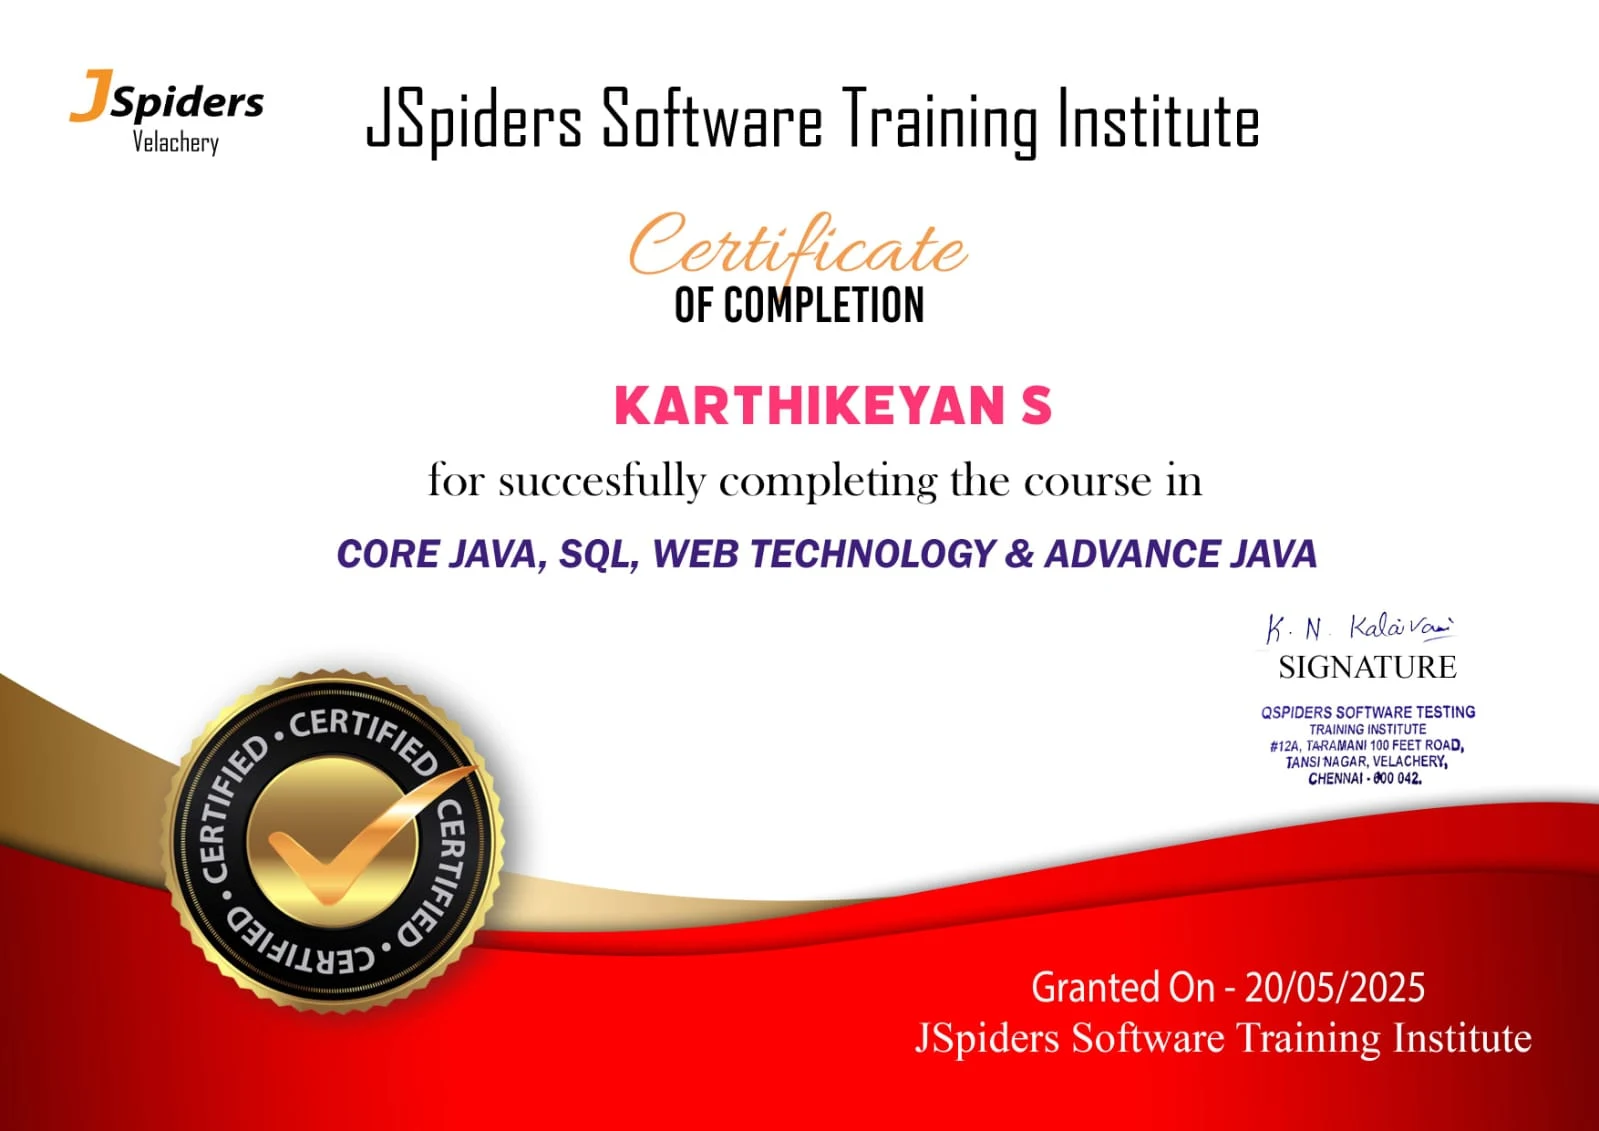 JSpiders
Velachery
JSpiders Software Training Institute
Certificate
OF COMPLETION
KARTHIKEYAN S
for succesfully completing the course in
CORE JAVA, SQL, WEB TECHNOLOGY & ADVANCE JAVA
K. N. Kalaivani
SIGNATURE
QSPIDERS SOFTWARE TESTING
TRAINING INSTITUTE
#12A, TARAMANI 100 FEET ROAD,
TANSI NAGAR, VELACHERY,
CHENNAI - 600 042.
CERTIFIED • CERTIFIED • CERTIFIED • CERTIFIED • CERTIFIED
Granted On - 20/05/2025
JSpiders Software Training Institute